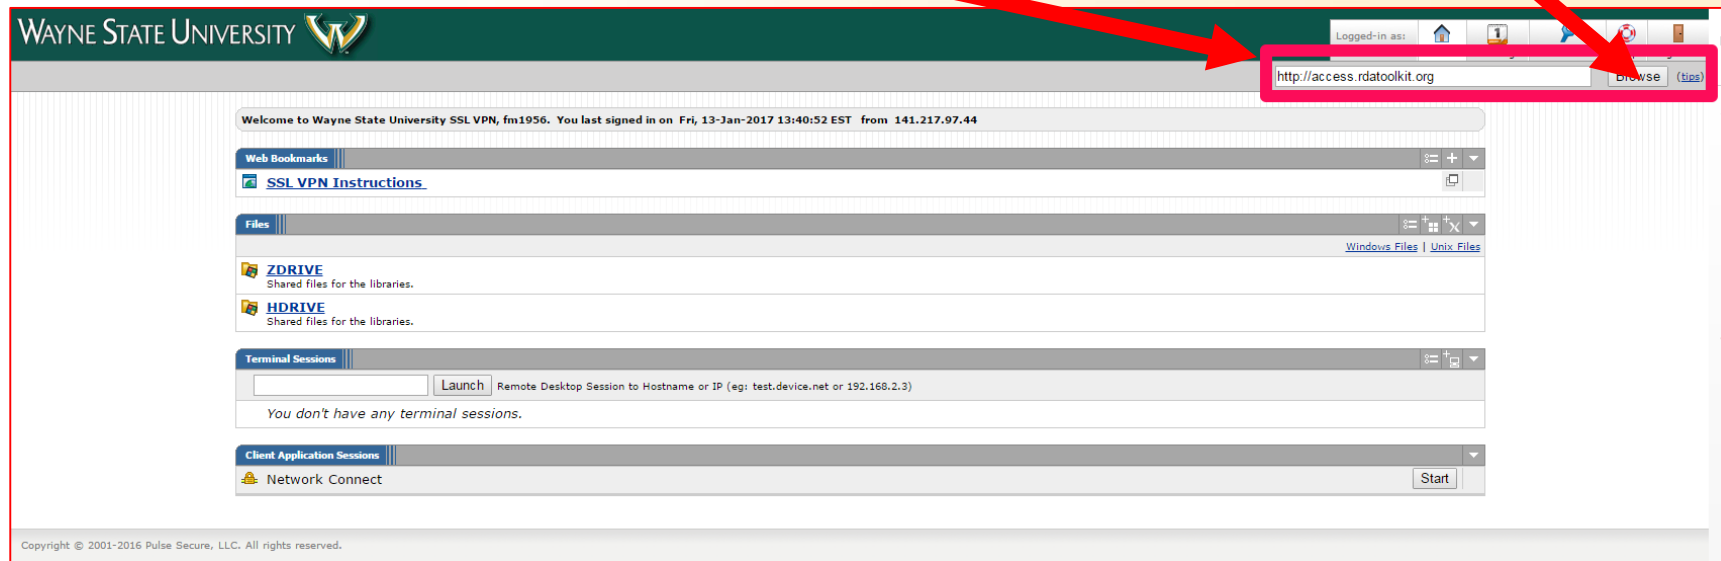 WAYNE STATE UNIVERSITY
Logged-in as:
http://access.rdatoolkit.org Browse (tips)
Welcome to Wayne State University SSL VPN, fm1956. You last signed in on Fri, 13-Jan-2017 13:40:52 EST from 141.217.97.44
Web Bookmarks
SSL VPN Instructions
Files
Windows Files | Unix Files
ZDRIVE
Shared files for the libraries.
HDRIVE
Shared files for the libraries.
Terminal Sessions
Launch Remote Desktop Session to Hostname or IP (eg: test.device.net or 192.168.2.3)
You don't have any terminal sessions.
Client Application Sessions
Network Connect Start
Copyright © 2001-2016 Pulse Secure, LLC. All rights reserved.